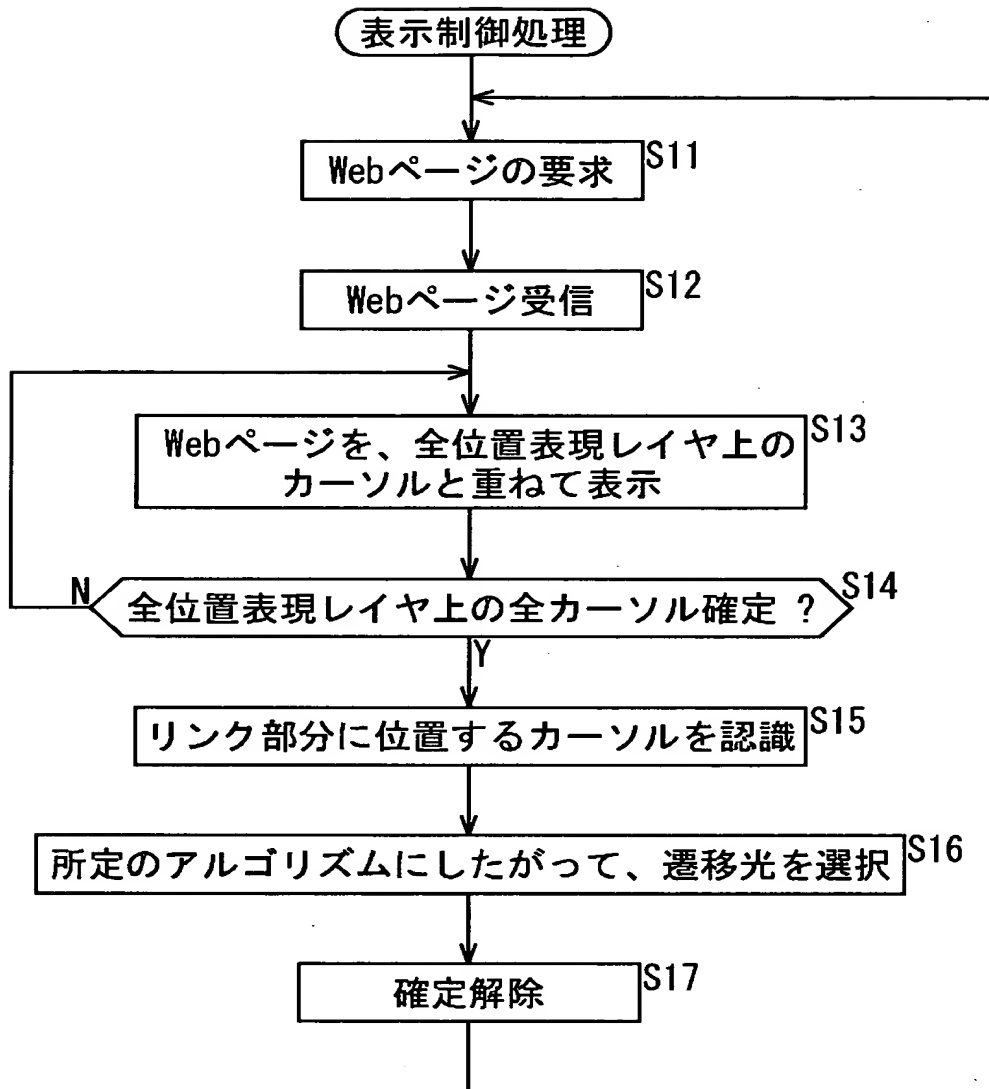 表示制御処理
Webページの要求
S11
Webページ受信
S12
Webページを、全位置表現レイヤ上の
カーソルと重ねて表示
S13
N
全位置表現レイヤ上の全カーソル確定 ?
S14
Y
リンク部分に位置するカーソルを認識
S15
所定のアルゴリズムにしたがって、遷移光を選択
S16
確定解除
S17